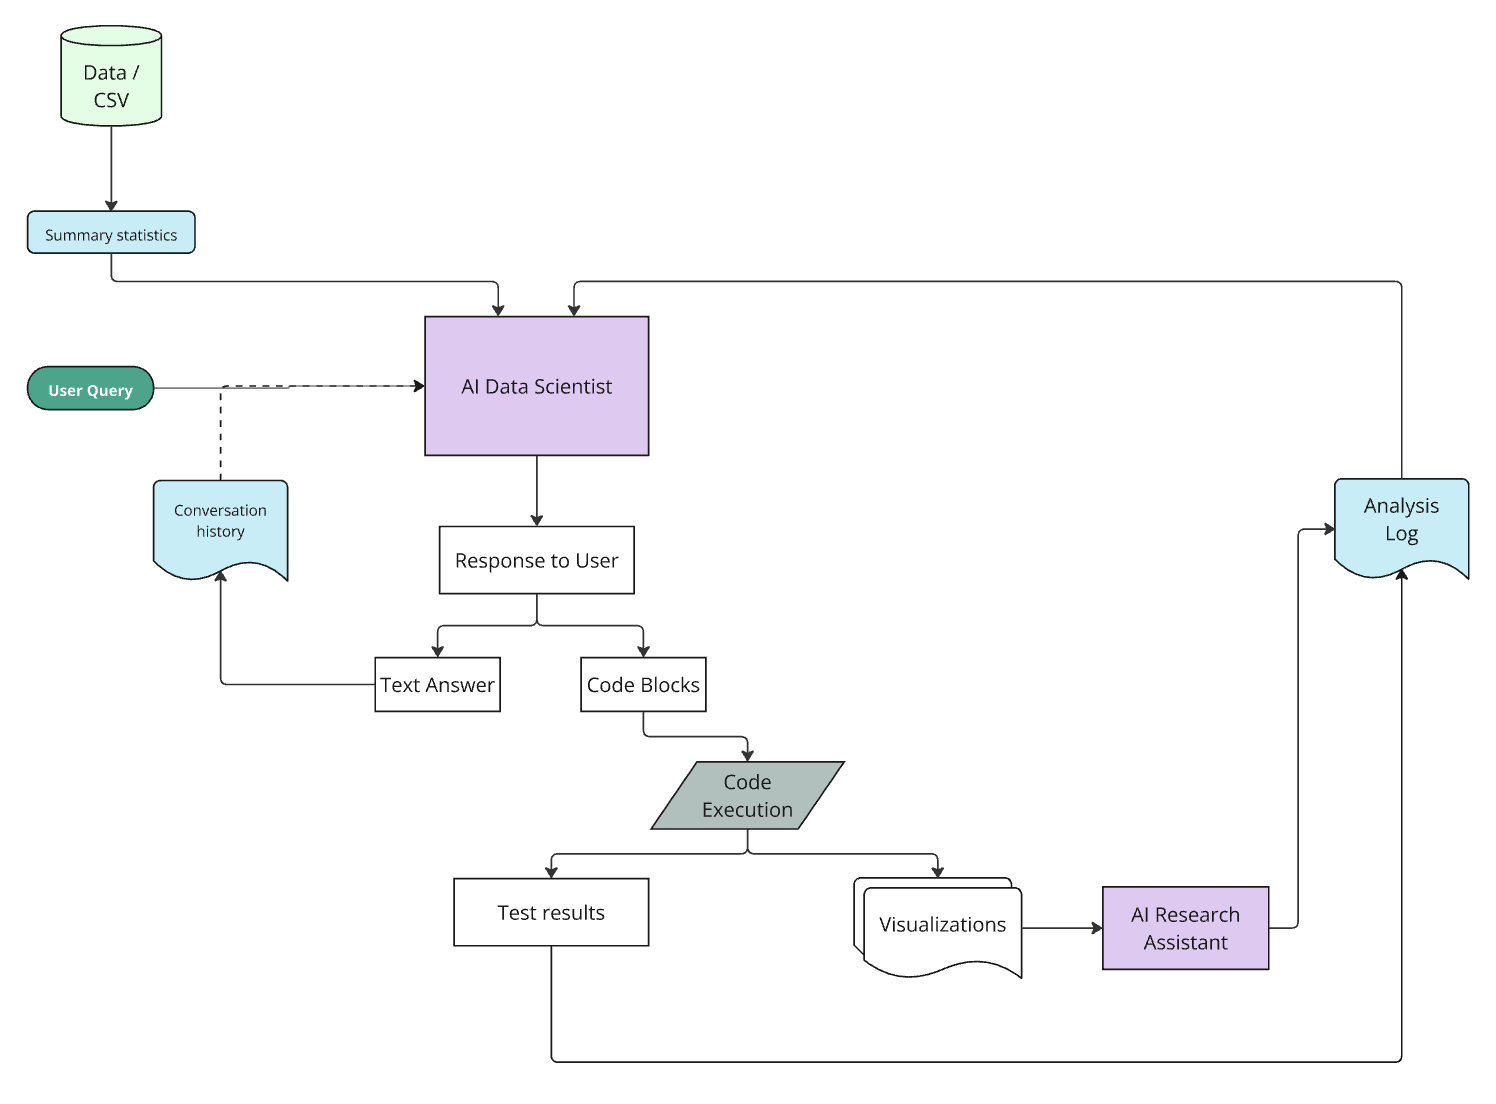 Data /
CSV
Summary statistics
User Query
AI Data Scientist
Conversation
history
Response to User
Analysis
Log
Text Answer
Code Blocks
Code
Execution
Test results
Visualizations
AI Research
Assistant